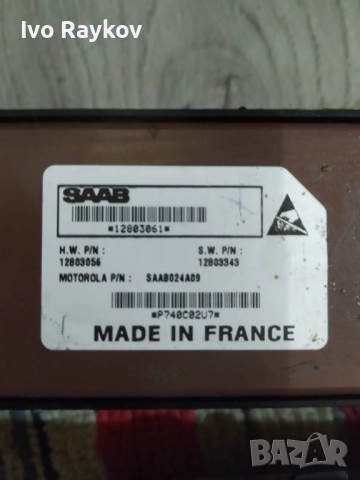 Ivo Raykov
SAAB
*12803061*
H.W. P/N :
12803056
S.W. P/N :
12803343
MOTOROLA P/N : SAAB024A09
*P740C02U7*
MADE IN FRANCE
BAZAR